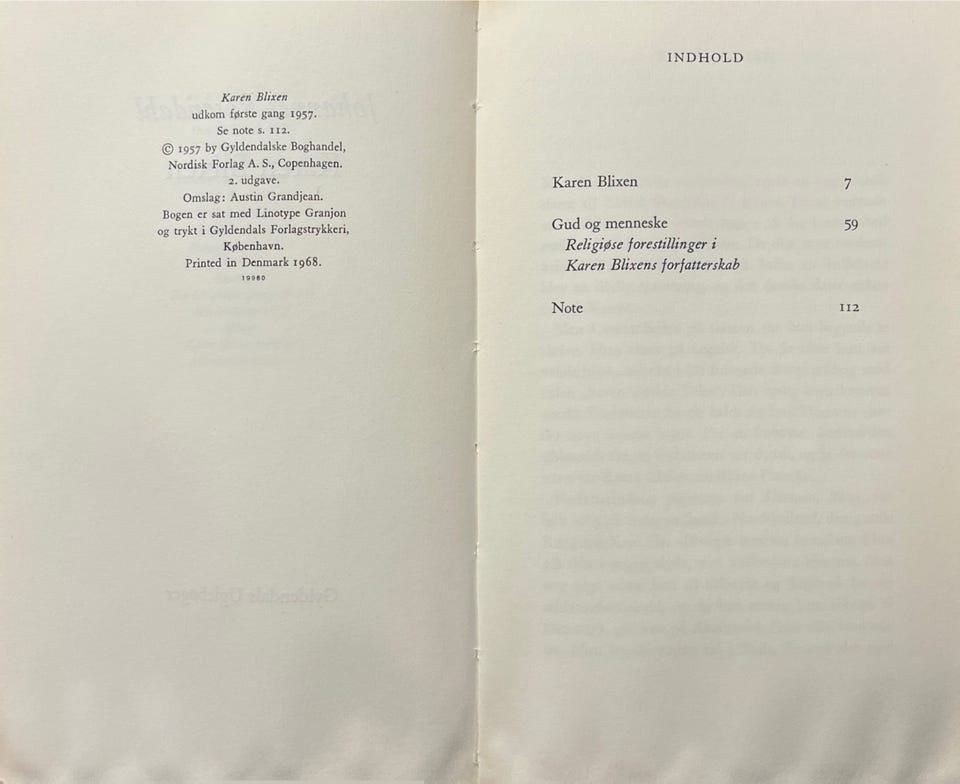 Karen Blixen
udkom første gang 1957.
Se note s. 112.
© 1957 by Gyldendalske Boghandel,
Nordisk Forlag A. S., Copenhagen.
2. udgave.
Omslag: Austin Grandjean.
Bogen er sat med Linotype Granjon
og trykt i Gyldendals Forlagstrykkeri,
København.
Printed in Denmark 1968.
19980
INDHOLD
Karen Blixen 7
Gud og menneske 59
Religiøse forestillinger i
Karen Blixens forfatterskab
Note 112